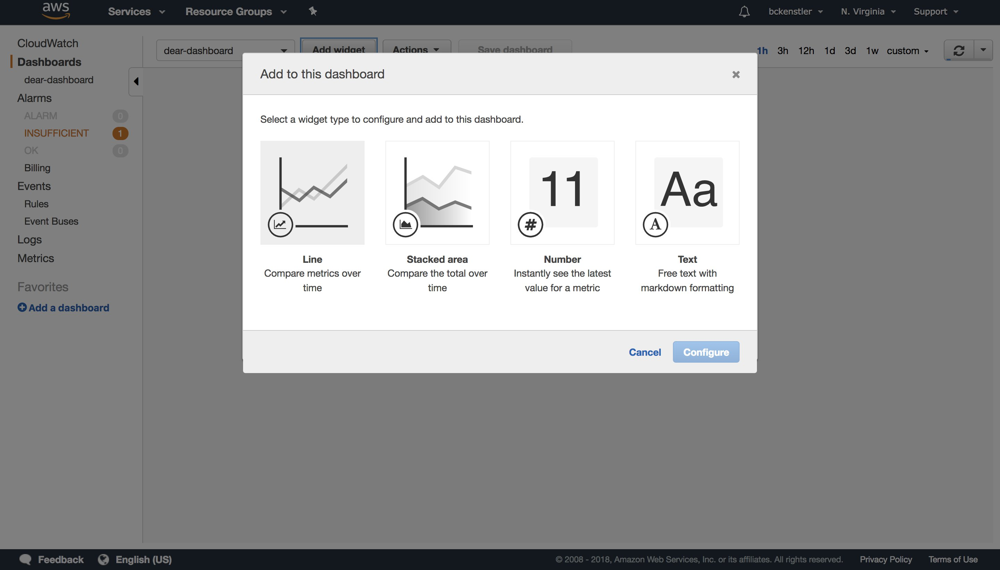 aws
Services
Resource Groups
bckenstler
N. Virginia
Support
CloudWatch
Dashboards
dear-dashboard
Alarms
ALARM 0
INSUFFICIENT 1
OK 0
Billing
Events
Rules
Event Buses
Logs
Metrics
Favorites
Add a dashboard
dear-dashboard
Add widget
Actions
Save dashboard
1h 3h 12h 1d 3d 1w custom
Add to this dashboard
Select a widget type to configure and add to this dashboard.
Line
Compare metrics over
time
Stacked area
Compare the total over
time
11
#
Number
Instantly see the latest
value for a metric
Aa
A
Text
Free text with
markdown formatting
Cancel
Configure
Feedback
English (US)
© 2008 - 2018, Amazon Web Services, Inc. or its affiliates. All rights reserved.
Privacy Policy
Terms of Use